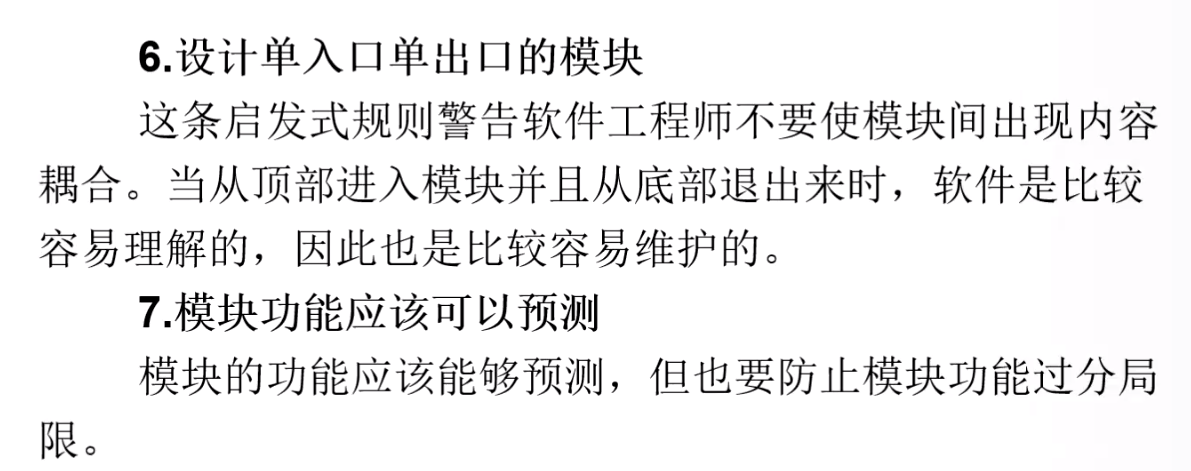 6.设计单入口单出口的模块
这条启发式规则警告软件工程师不要使模块间出现内容
耦合。当从顶部进入模块并且从底部退出来时，软件是比较
容易理解的，因此也是比较容易维护的。
7.模块功能应该可以预测
模块的功能应该能够预测，但也要防止模块功能过分局
限。